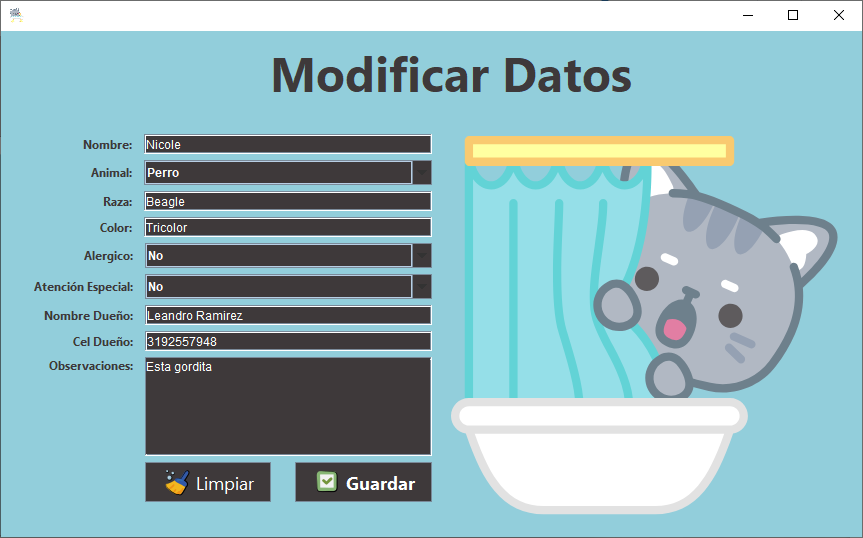 Modificar Datos
Nombre: Nicole
Animal: Perro
Raza: Beagle
Color: Tricolor
Alergico: No
Atención Especial: No
Nombre Dueño: Leandro Ramirez
Cel Dueño: 3192557948
Observaciones: Esta gordita
Limpiar Guardar